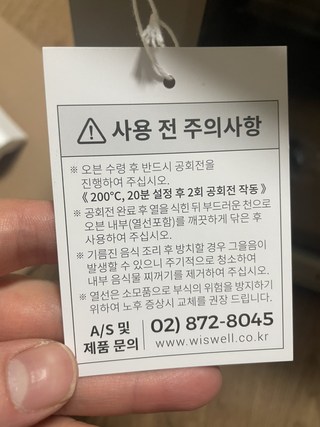 사용 전 주의사항
※ 오븐 수령 후 반드시 공회전을
진행하여 주십시오.
《 200°C, 20분 설정 후 2회 공회전 작동 》
※ 공회전 완료 후 열을 식힌 뒤 부드러운 천으로
오븐 내부(열선포함)를 깨끗하게 닦은 후
사용하여 주십시오.
※ 기름진 음식 조리 후 방치할 경우 그을음이
발생할 수 있으니 주기적으로 청소하여
내부 음식물 찌꺼기를 제거하여 주십시오.
※ 열선은 소모품으로 부식의 위험을 방지하기
위하여 노후 증상시 교체를 권장 드립니다.
A/S 및
제품 문의
02) 872-8045
www.wiswell.co.kr